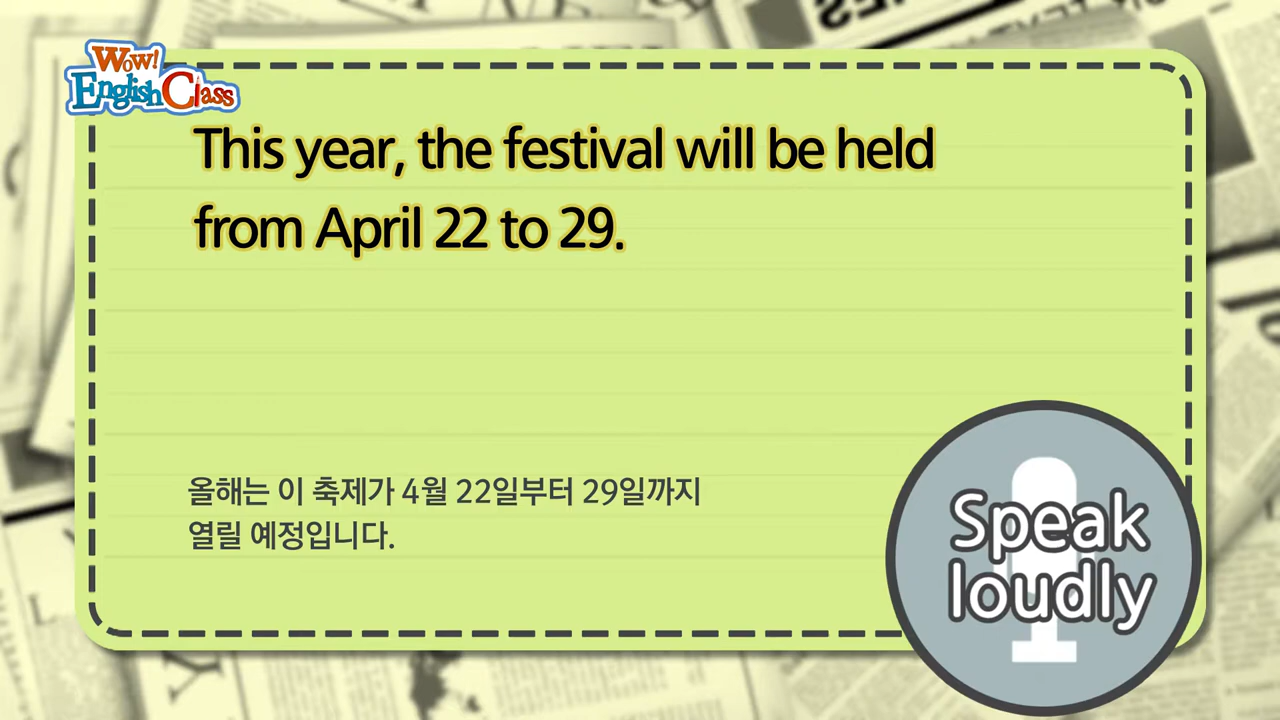 Wow!
English Class
This year, the festival will be held
from April 22 to 29.
올해는 이 축제가 4월 22일부터 29일까지
열릴 예정입니다.
Speak
loudly